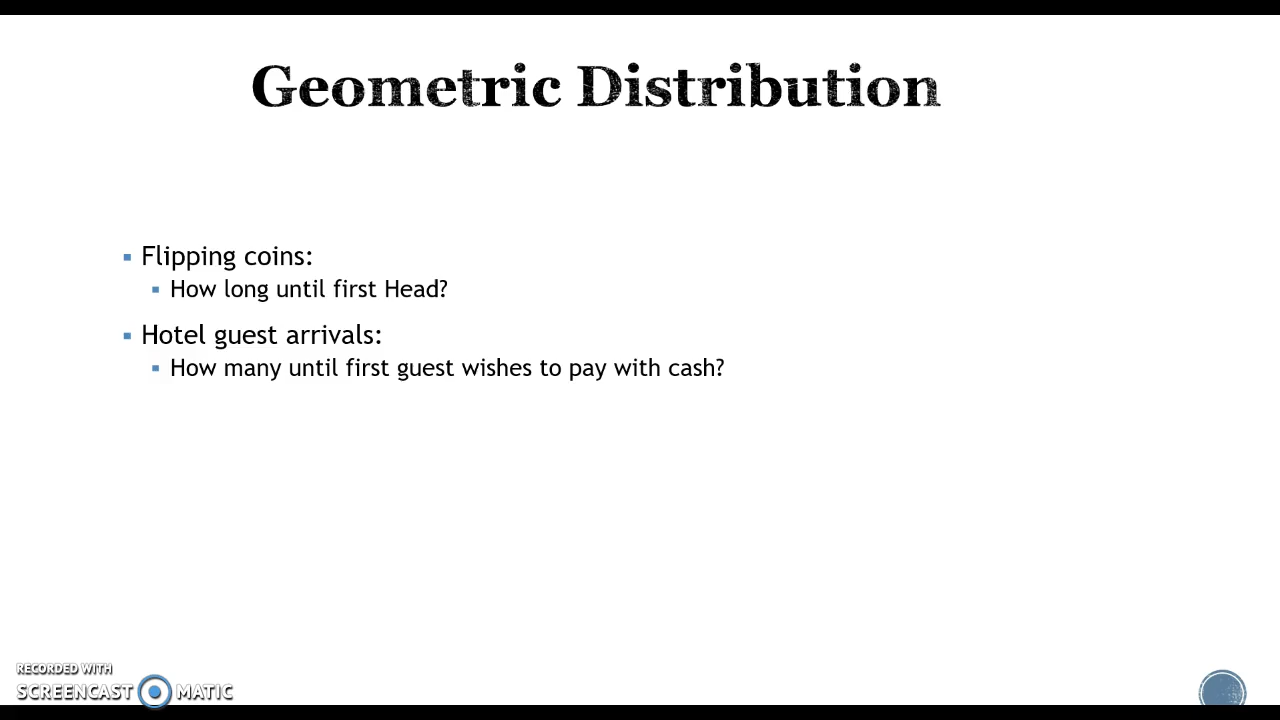 Geometric Distribution
Flipping coins:
How long until first Head?
Hotel guest arrivals:
How many until first guest wishes to pay with cash?
RECORDED WITH
SCREENCAST MATIC